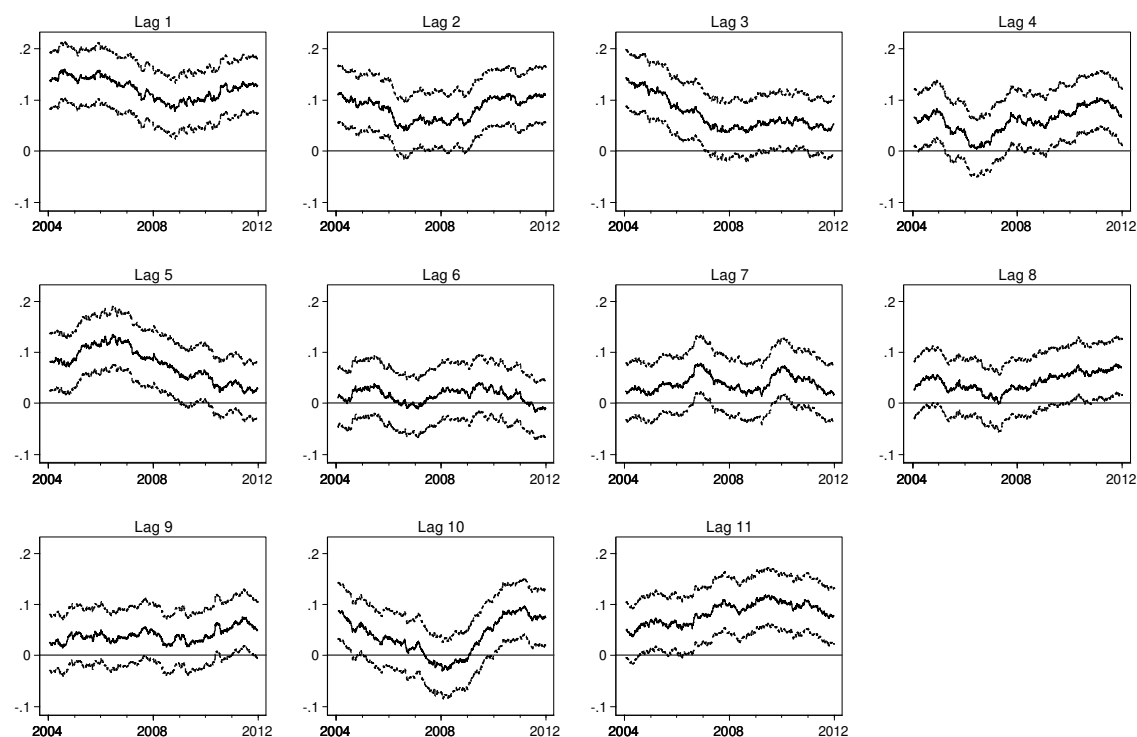 Lag 1 Lag 2 Lag 3 Lag 4
.2 .2 .2 .2
.1 .1 .1 .1
0 0 0 0
-.1 -.1 -.1 -.1
2004 2008 2012 2004 2008 2012 2004 2008 2012 2004 2008 2012
Lag 5 Lag 6 Lag 7 Lag 8
.2 .2 .2 .2
.1 .1 .1 .1
0 0 0 0
-.1 -.1 -.1 -.1
2004 2008 2012 2004 2008 2012 2004 2008 2012 2004 2008 2012
Lag 9 Lag 10 Lag 11
.2 .2 .2
.1 .1 .1
0 0 0
-.1 -.1 -.1
2004 2008 2012 2004 2008 2012 2004 2008 2012